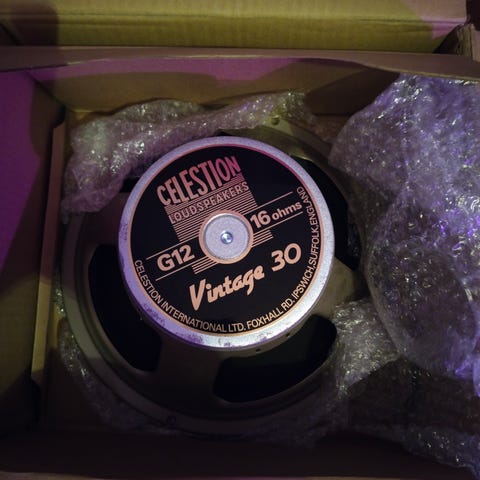 CELESTION
LOUDSPEAKERS
G12
16 ohms
Vintage 30
CELESTION INTERNATIONAL LTD. FOXHALL RD. IPSWICH,SUFFOLK,ENGLAND